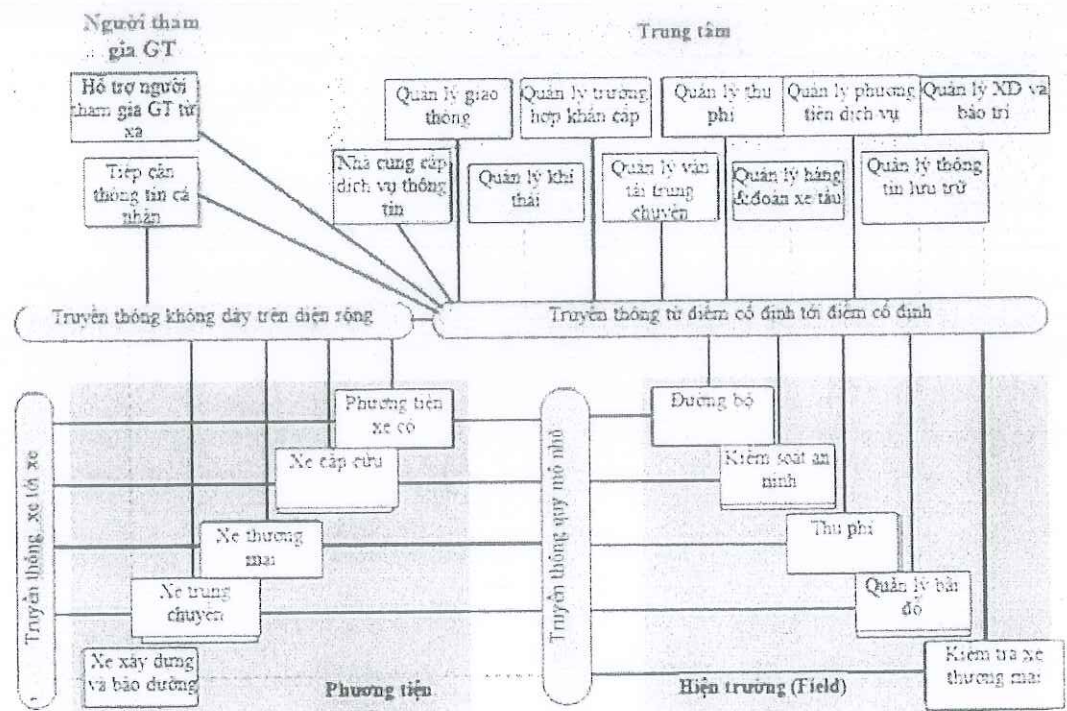 Người tham
gia GT
Trung tâm
Hỗ trợ người
tham gia GT từ
xa
Tiếp cận
thông tin cá
nhân
Quản lý giao
thông
Quản lý trường
hợp khẩn cấp
Quản lý thu
phí
Quản lý phương
tiện dịch vụ
Quản lý XD và
bảo trì
Nhà cung cấp
dịch vụ thông
tin
Quản lý khí
thải
Quản lý vận
tải trung
chuyển
Quản lý hàng
&đoàn xe tàu
Quản lý thông
tin lưu trữ
Truyền thông không dây trên diện rộng
Truyền thông từ điểm cố định tới điểm cố định
Truyền thông xe tới xe
Phương tiện
xe cộ
Xe cấp cứu
Xe thương
mại
Xe trung
chuyển
Xe xây dựng
và bảo dưỡng
Phương tiện
Truyền thông quy mô nhỏ
Đường bộ
Kiểm soát an
ninh
Thu phí
Quản lý bãi
đỗ
Kiểm tra xe
thương mại
Hiện trường (Field)